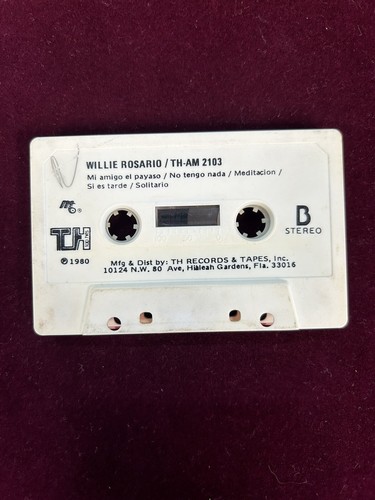 WILLIE ROSARIO / TH-AM 2103
Mi amigo el payaso / No tengo nada / Meditacion /
Si es tarde / Solitario
TH
B
STEREO
℗ 1980
Mfg & Dist by: TH RECORDS & TAPES, Inc.
10124 N.W. 80 Ave, Hialeah Gardens, Fla. 33016